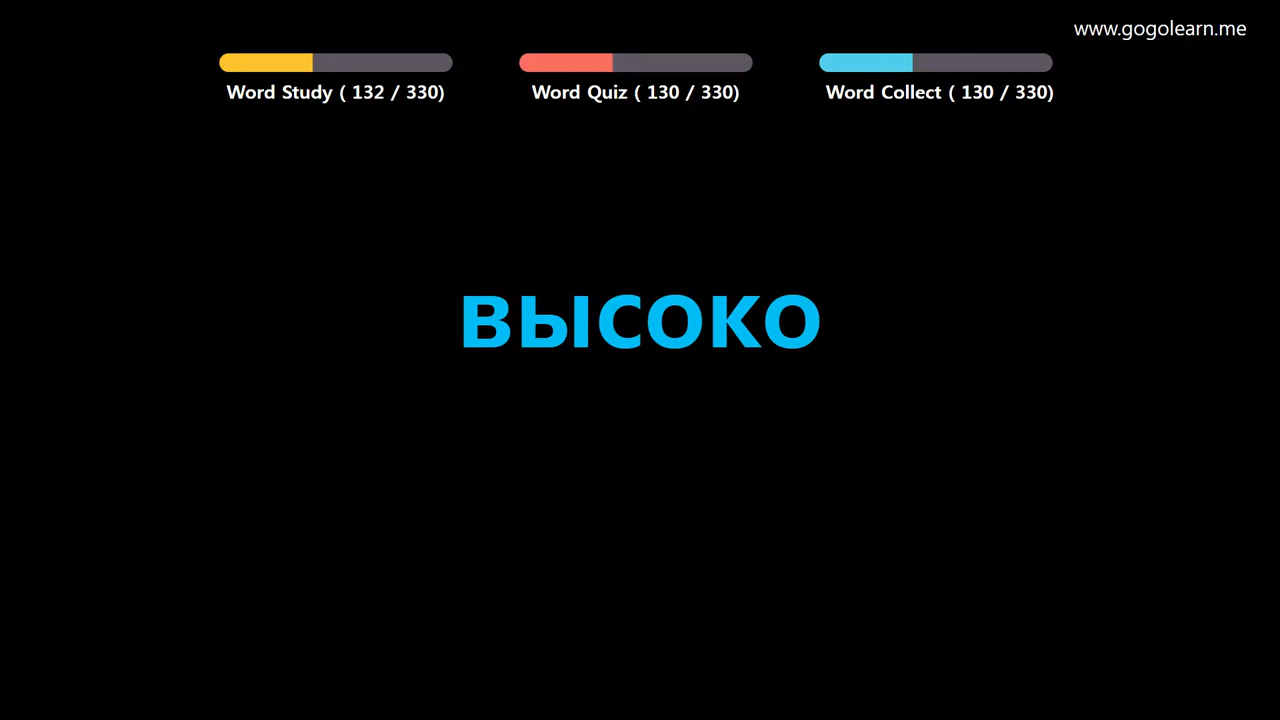 www.gogolearn.me
Word Study ( 132 / 330)
Word Quiz ( 130 / 330)
Word Collect ( 130 / 330)
ВЫСОКО